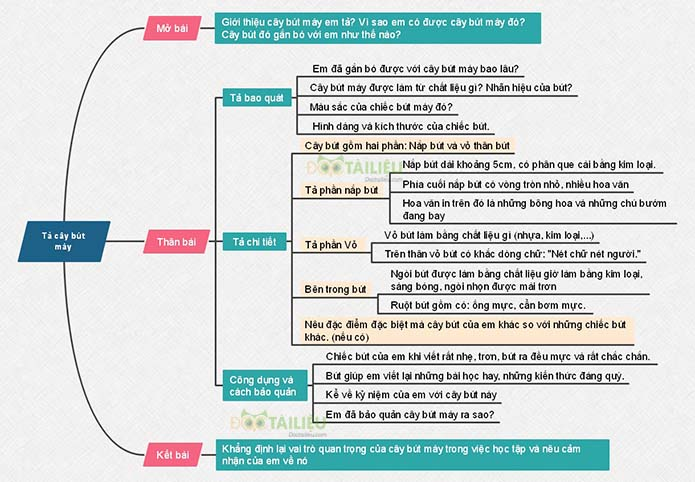 Mở bài
Giới thiệu cây bút máy em tả? Vì sao em có được cây bút máy đó?
Cây bút đó gắn bó với em như thế nào?
Tả cây bút
máy
Thân bài
Tả bao quát
Em đã gắn bó được với cây bút máy bao lâu?
Cây bút máy được làm từ chất liệu gì? Nhãn hiệu của bút?
Màu sắc của chiếc bút máy đó?
Hình dáng và kích thước của chiếc bút.
Tả chi tiết
Cây bút gồm hai phần: Nắp bút và vỏ thân bút
ĐọcTÀILIỆU
Doctailieu.com
Tả phần nắp bút
Nắp bút dài khoảng 5cm, có phần que cài bằng kim loại.
Phía cuối nắp bút có vòng tròn nhỏ, nhiều hoa văn
Hoa văn in trên đó là những bông hoa và những chú bướm
đang bay
Tả phần Vỏ
Vỏ bút làm bằng chất liệu gì (nhựa, kim loại,...)
Trên thân vỏ bút có khắc dòng chữ: "Nét chữ nét người."
Bên trong bút
Ngòi bút được làm bằng chất liệu giờ làm bằng kim loại,
sáng bóng, ngòi nhọn được mài trơn
Ruột bút gồm có: ống mực, cần bơm mực.
Nêu đặc điểm đặc biệt mà cây bút của em khác so với những chiếc bút
khác. (nếu có)
Công dụng và
cách bảo quản
Chiếc bút của em khi viết rất nhẹ, trơn, bút ra đều mực và rất chắc chắn.
Bút giúp em viết lại những bài học hay, những kiến thức đáng quý.
Kể về kỷ niệm của em với cây bút này
Em đã bảo quản cây bút máy ra sao?
ĐọcTÀILIỆU
Doctailieu.com
Kết bài
Khẳng định lại vai trò quan trọng của cây bút máy trong việc học tập và nêu cảm
nhận của em về nó